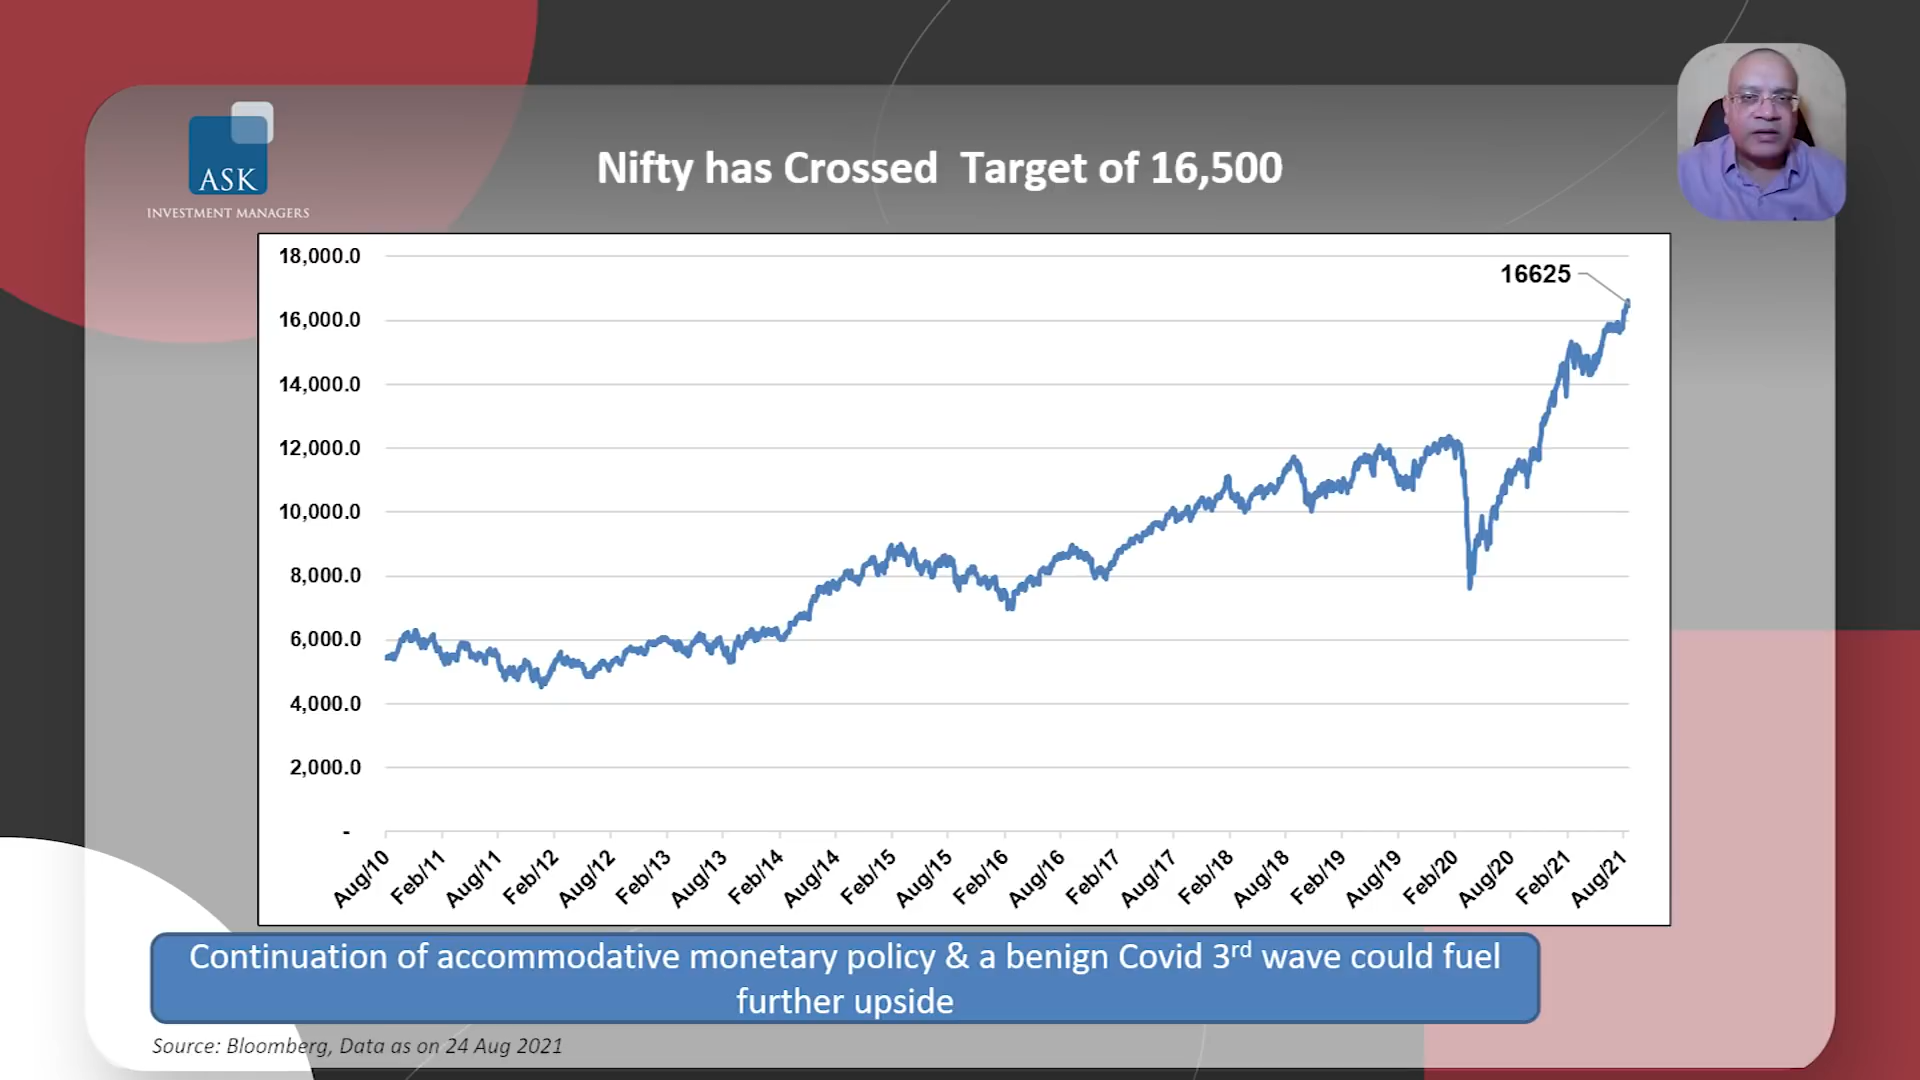 ASK
INVESTMENT MANAGERS
Nifty has Crossed  Target of 16,500
18,000.0
16,000.0
14,000.0
12,000.0
10,000.0
8,000.0
6,000.0
4,000.0
2,000.0
-
16625
Aug/10
Feb/11
Aug/11
Feb/12
Aug/12
Feb/13
Aug/13
Feb/14
Aug/14
Feb/15
Aug/15
Feb/16
Aug/16
Feb/17
Aug/17
Feb/18
Aug/18
Feb/19
Aug/19
Feb/20
Aug/20
Feb/21
Aug/21
Continuation of accommodative monetary policy & a benign Covid 3rd wave could fuel
further upside
Source: Bloomberg, Data as on 24 Aug 2021